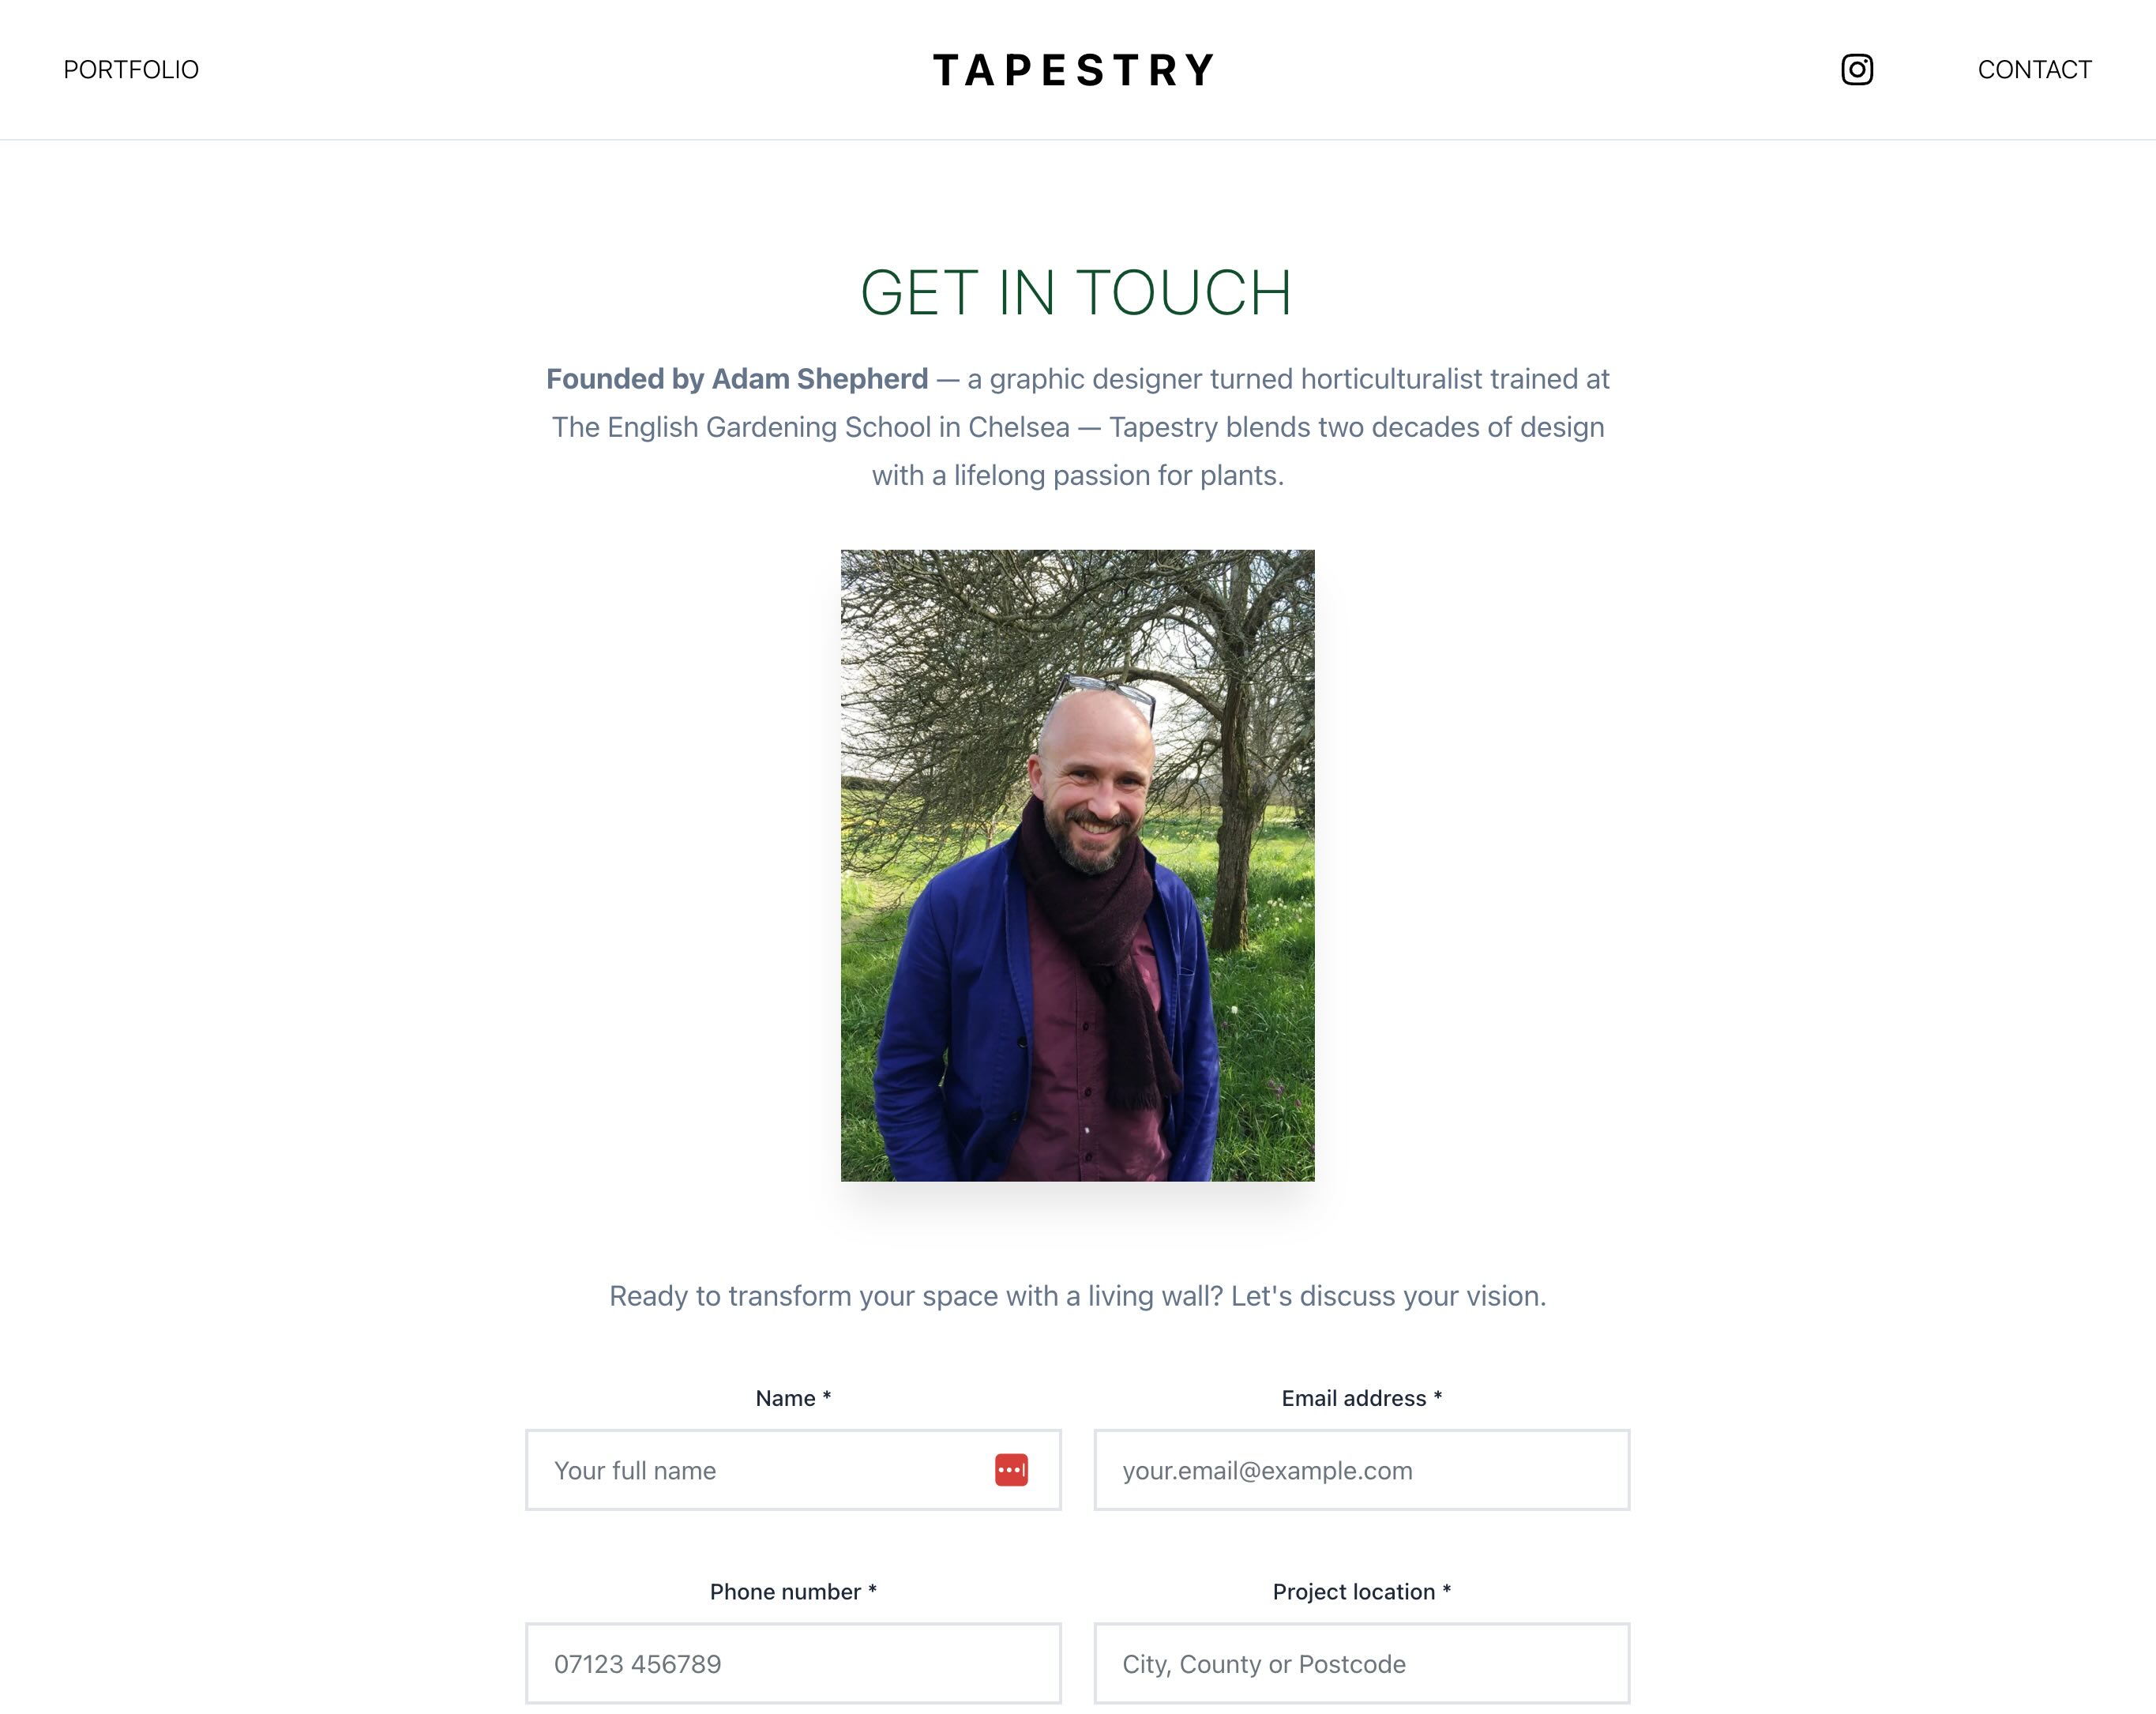 PORTFOLIO
TAPESTRY
CONTACT
GET IN TOUCH
Founded by Adam Shepherd — a graphic designer turned horticulturalist trained at
The English Gardening School in Chelsea — Tapestry blends two decades of design
with a lifelong passion for plants.
Ready to transform your space with a living wall? Let's discuss your vision.
Name *
Email address *
Your full name
your.email@example.com
Phone number *
Project location *
07123 456789
City, County or Postcode